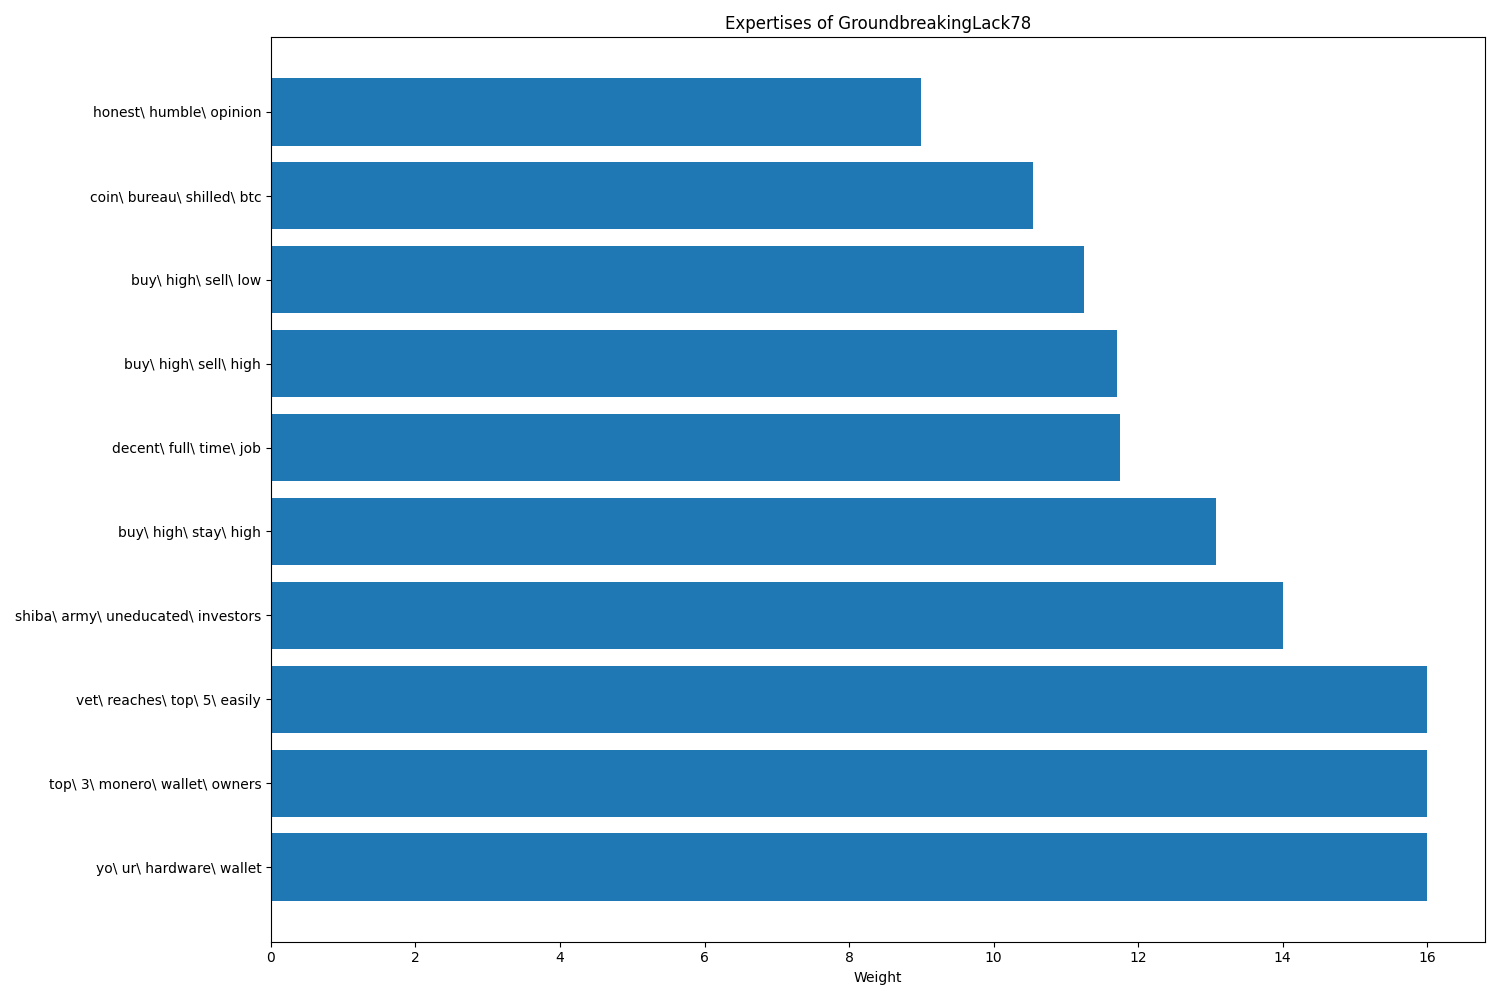 Expertises of GroundbreakingLack78
honest\ humble\ opinion
coin\ bureau\ shilled\ btc
buy\ high\ sell\ low
buy\ high\ sell\ high
decent\ full\ time\ job
buy\ high\ stay\ high
shiba\ army\ uneducated\ investors
vet\ reaches\ top\ 5\ easily
top\ 3\ monero\ wallet\ owners
yo\ ur\ hardware\ wallet
0 2 4 6 8 10 12 14 16
Weight